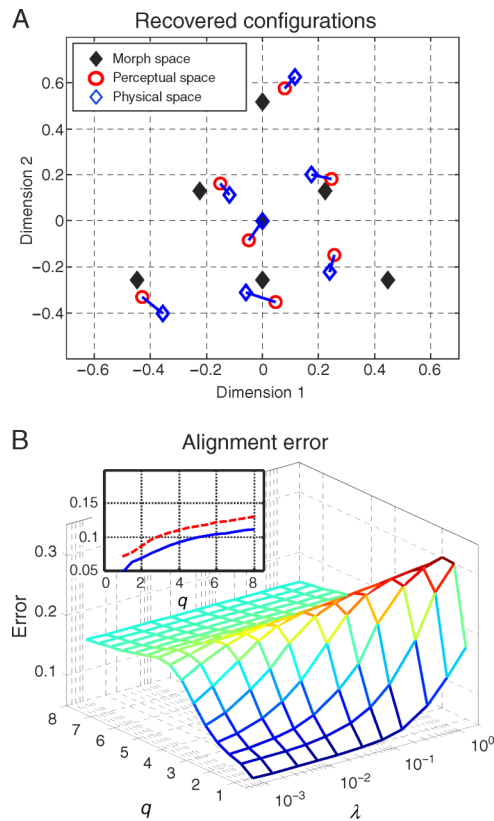 A
Recovered configurations
Morph space
Perceptual space
Physical space
0.6
0.4
0.2
0
−0.2
−0.4
Dimension 2
−0.6 −0.4 −0.2 0 0.2 0.4 0.6
Dimension 1
B
Alignment error
0.15
0.1
0.05
0 2 4 6 8
q
0.3
0.2
0.1
Error
8 7 6 5 4 3 2 1
q
10⁻³ 10⁻² 10⁻¹ 10⁰
λ